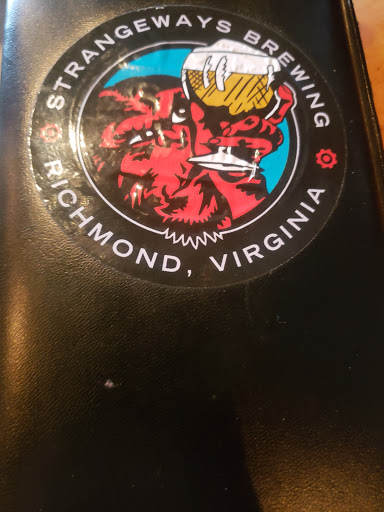 STRANGEWAYS BREWING
RICHMOND, VIRGINIA